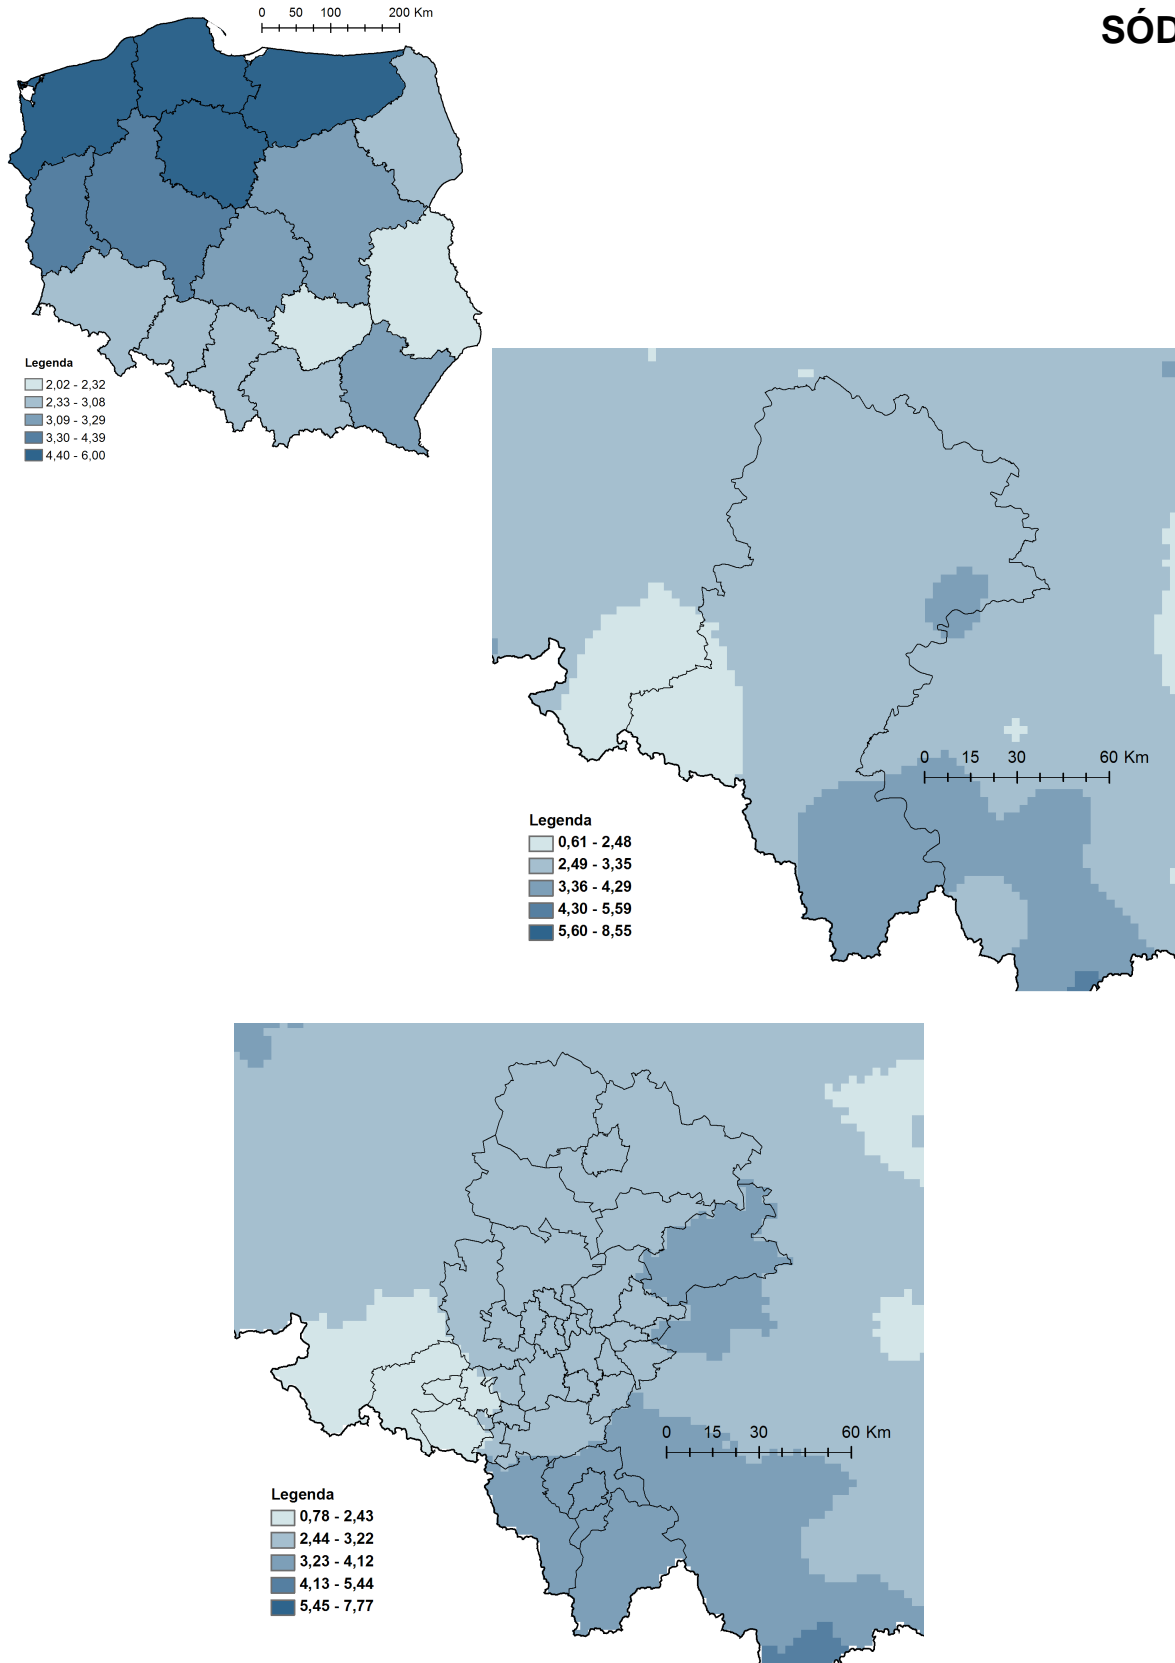 0 50 100 200 Km
SÓD
Legenda
2,02 - 2,32
2,33 - 3,08
3,09 - 3,29
3,30 - 4,39
4,40 - 6,00
0 15 30 60 Km
Legenda
0,61 - 2,48
2,49 - 3,35
3,36 - 4,29
4,30 - 5,59
5,60 - 8,55
0 15 30 60 Km
Legenda
0,78 - 2,43
2,44 - 3,22
3,23 - 4,12
4,13 - 5,44
5,45 - 7,77